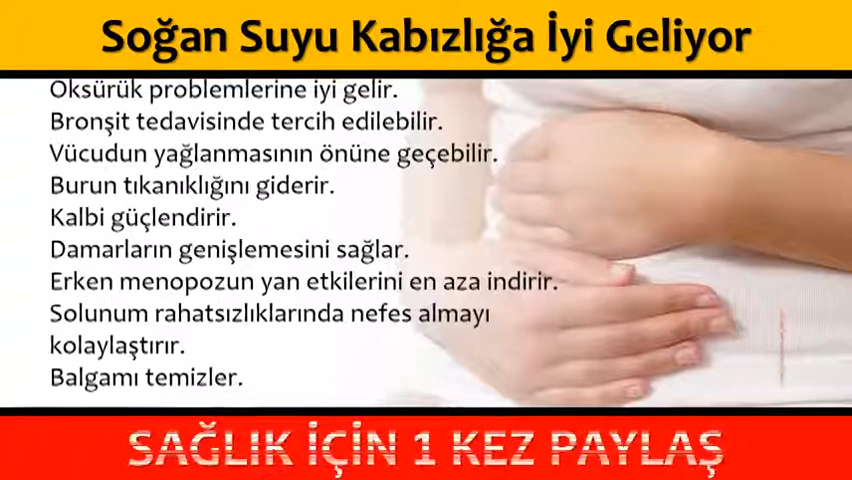 Soğan Suyu Kabızlığa İyi Geliyor
Öksürük problemlerine iyi gelir.
Bronşit tedavisinde tercih edilebilir.
Vücudun yağlanmasının önüne geçebilir.
Burun tıkanıklığını giderir.
Kalbi güçlendirir.
Damarların genişlemesini sağlar.
Erken menopozun yan etkilerini en aza indirir.
Solunum rahatsızlıklarında nefes almayı
kolaylaştırır.
Balgamı temizler.
SAĞLIK İÇİN 1 KEZ PAYLAŞ